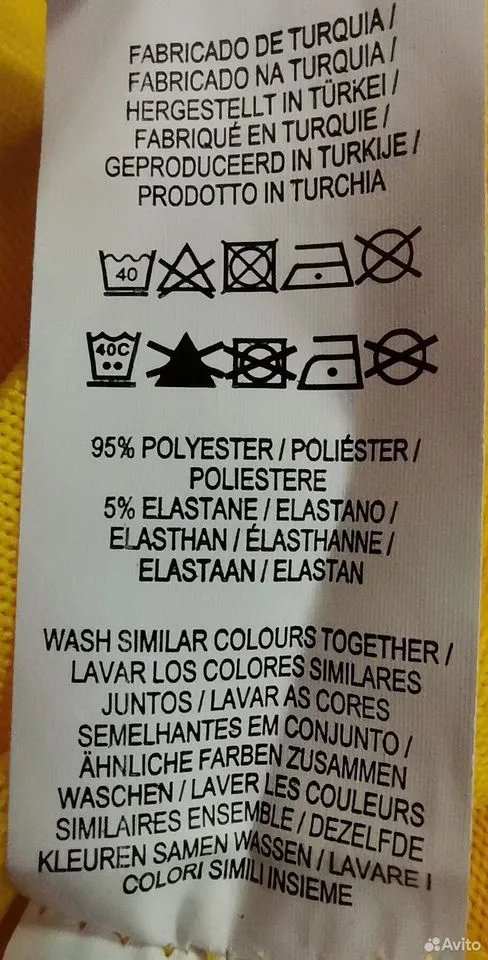 FABRICADO DE TURQUIA /
FABRICADO NA TURQUIA /
HERGESTELLT IN TÜRKEI /
FABRIQUÉ EN TURQUIE /
GEPRODUCEERD IN TURKIJE /
PRODOTTO IN TURCHIA
40
40C
95% POLYESTER / POLIÉSTER /
POLIESTERE
5% ELASTANE / ELASTANO /
ELASTHAN / ÉLASTHANNE /
ELASTAAN / ELASTAN
WASH SIMILAR COLOURS TOGETHER /
LAVAR LOS COLORES SIMILARES
JUNTOS / LAVAR AS CORES
SEMELHANTES EM CONJUNTO /
ÄHNLICHE FARBEN ZUSAMMEN
WASCHEN / LAVER LES COULEURS
SIMILAIRES ENSEMBLE / DEZELFDE
KLEUREN SAMEN WASSEN / LAVARE I
COLORI SIMILI INSIEME
Avito